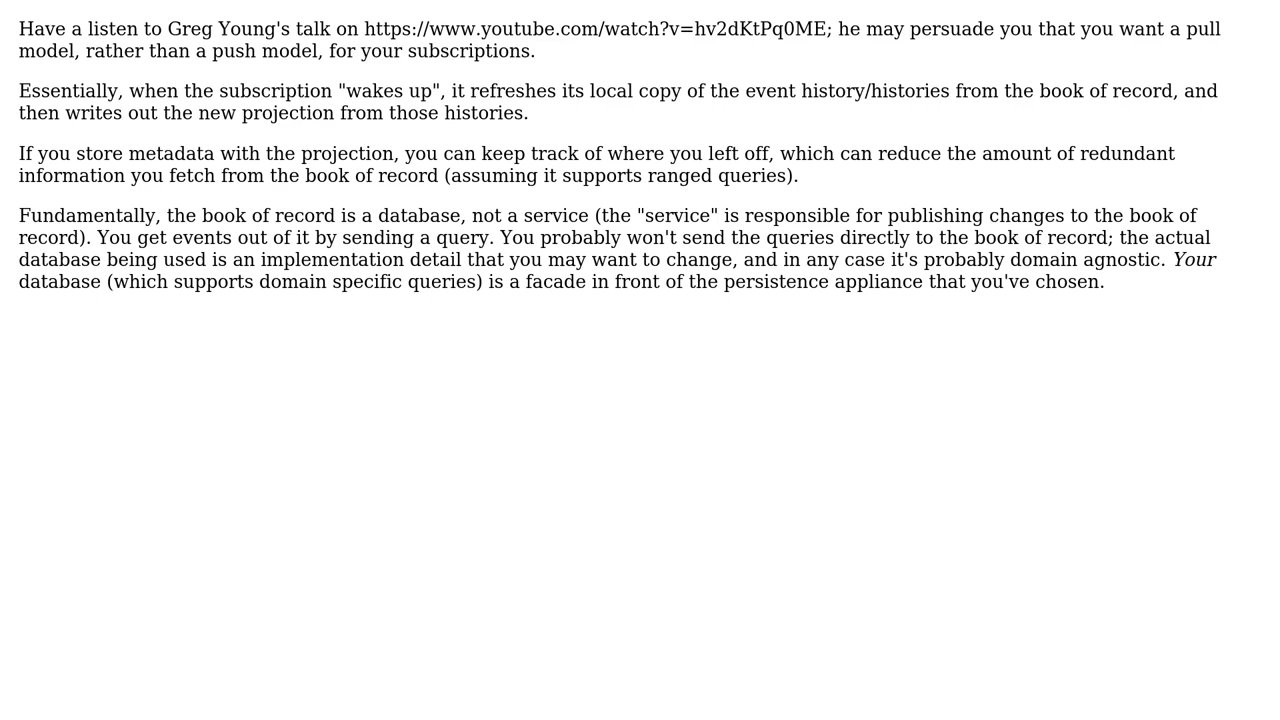 Have a listen to Greg Young's talk on https://www.youtube.com/watch?v=hv2dKtPq0ME; he may persuade you that you want a pull
model, rather than a push model, for your subscriptions.
Essentially, when the subscription "wakes up", it refreshes its local copy of the event history/histories from the book of record, and
then writes out the new projection from those histories.
If you store metadata with the projection, you can keep track of where you left off, which can reduce the amount of redundant
information you fetch from the book of record (assuming it supports ranged queries).
Fundamentally, the book of record is a database, not a service (the "service" is responsible for publishing changes to the book of
record). You get events out of it by sending a query. You probably won't send the queries directly to the book of record; the actual
database being used is an implementation detail that you may want to change, and in any case it's probably domain agnostic. Your
database (which supports domain specific queries) is a facade in front of the persistence appliance that you've chosen.